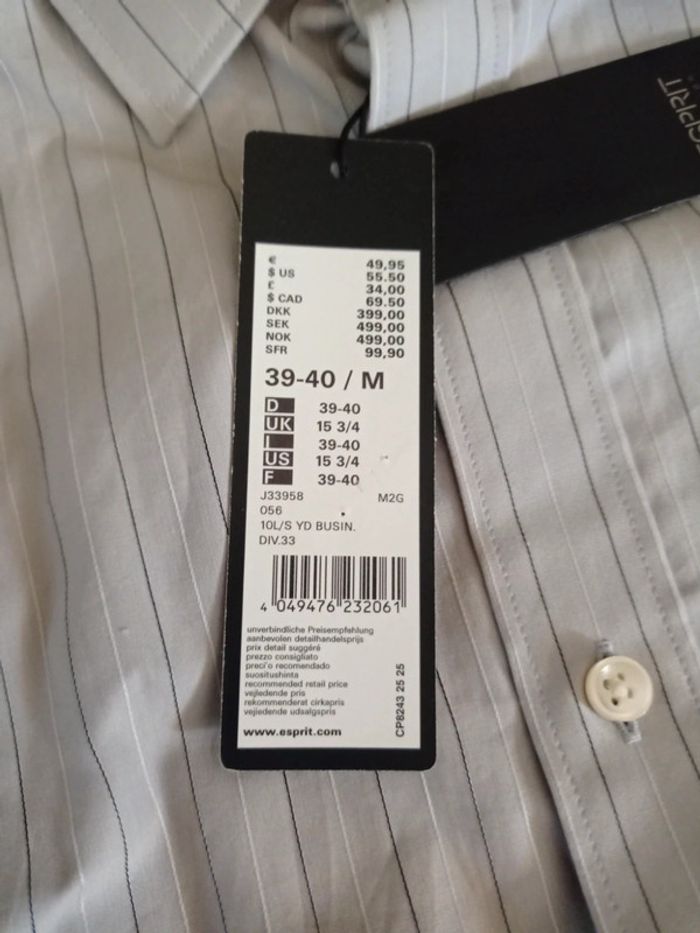 € 49,95
$ US 55.50
£ 34,00
$ CAD 69.50
DKK 399,00
SEK 499,00
NOK 499,00
SFR 99,90
39-40 / M
D 39-40
UK 15 3/4
I 39-40
US 15 3/4
F 39-40
J33958 M2G
056
10L/S YD BUSIN.
DIV.33
4 049476 232061
unverbindliche Preisempfehlung
aanbevolen detailhandelsprijs
prix detail suggéré
prezzo consigliato
preci'o recomendado
suositushinta
recommended retail price
vejledende pris
rekommenderat cirkapris
vejledende udsalgspris
www.esprit.com
CP8243 25 25